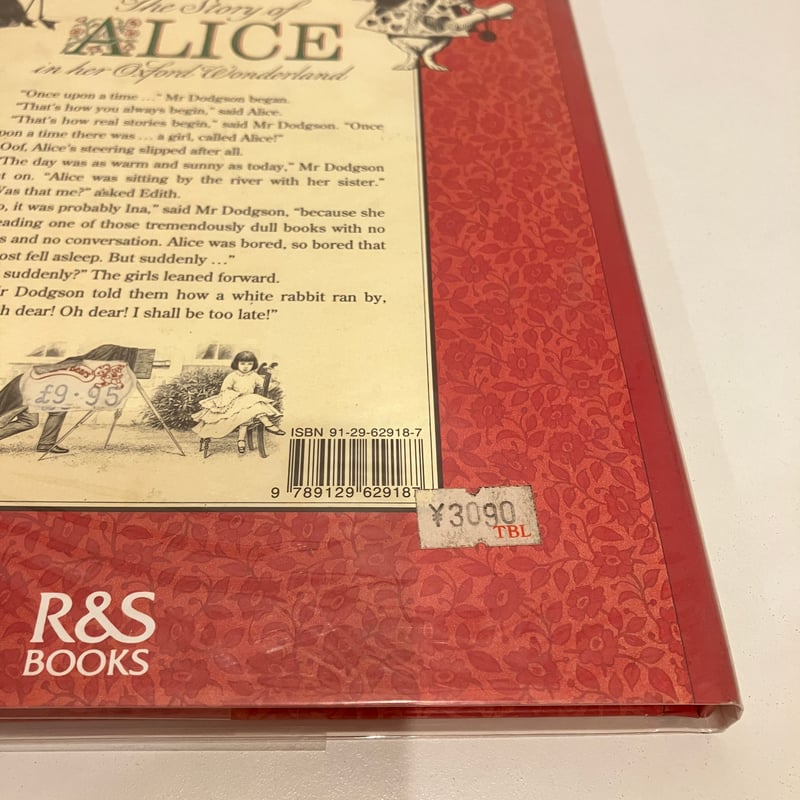 The Story of
ALICE
in her Oxford Wonderland
"Once upon a time ..." Mr Dodgson began.
"That's how you always begin," said Alice.
"That's how real stories begin," said Mr Dodgson. "Once
pon a time there was ... a girl, called Alice!"
Oof, Alice's steering slipped after all.
"The day was as warm and sunny as today," Mr Dodgson
t on. "Alice was sitting by the river with her sister."
Was that me?" asked Edith.
o, it was probably Ina," said Mr Dodgson, "because she
eading one of those tremendously dull books with no
s and no conversation. Alice was bored, so bored that
ost fell asleep. But suddenly ..."
suddenly?" The girls leaned forward.
r Dodgson told them how a white rabbit ran by,
h dear! Oh dear! I shall be too late!"
£9.95
ISBN 91-29-62918-7
9 789129 629187
¥3090
TBL
R&S
BOOKS